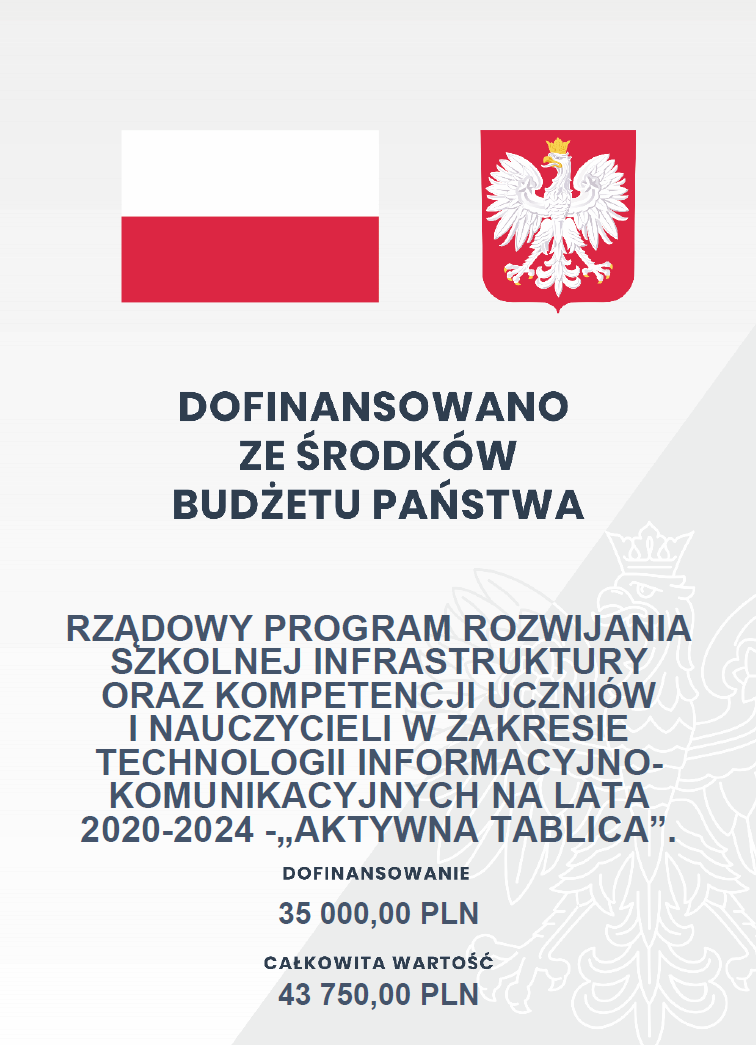 DOFINANSOWANO
ZE ŚRODKÓW
BUDŻETU PAŃSTWA
RZĄDOWY PROGRAM ROZWIJANIA
SZKOLNEJ INFRASTRUKTURY
ORAZ KOMPETENCJI UCZNIÓW
I NAUCZYCIELI W ZAKRESIE
TECHNOLOGII INFORMACYJNO-
KOMUNIKACYJNYCH NA LATA
2020-2024 -„AKTYWNA TABLICA”.
DOFINANSOWANIE
35 000,00 PLN
CAŁKOWITA WARTOŚĆ
43 750,00 PLN